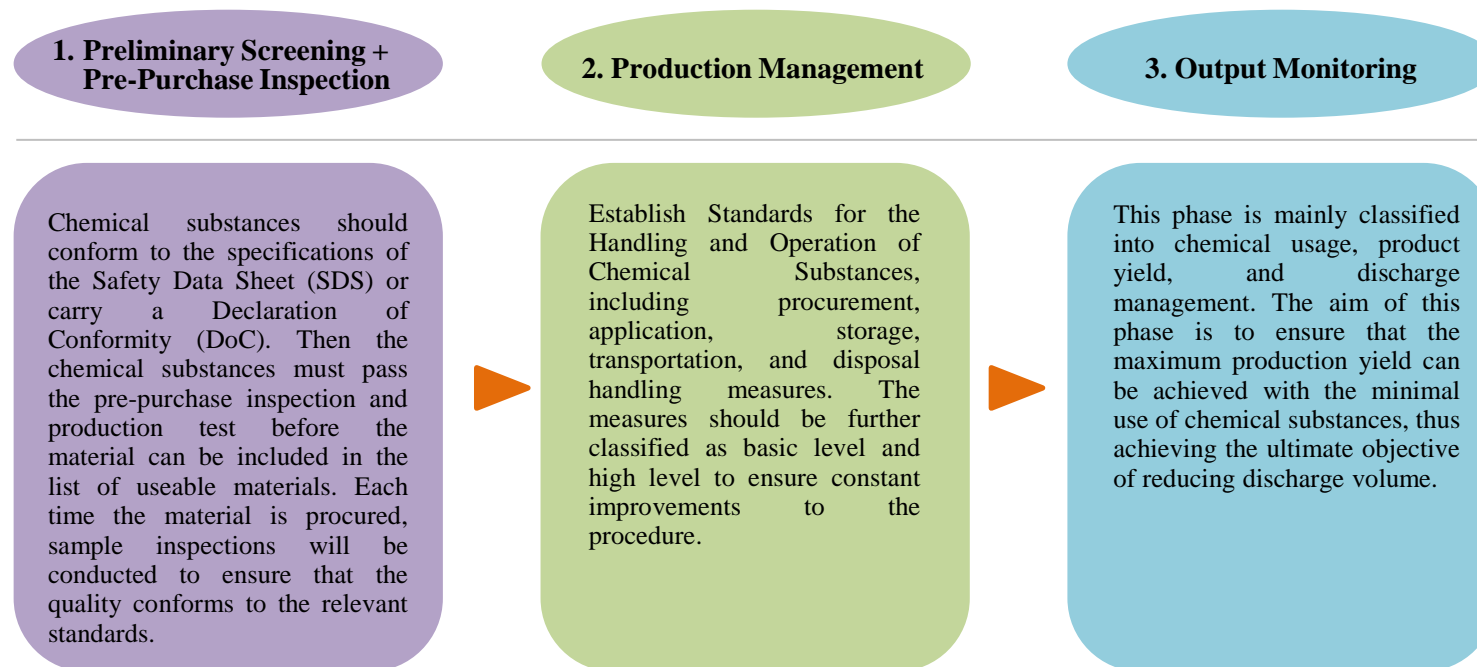 1. Preliminary Screening +
Pre-Purchase Inspection
2. Production Management
3. Output Monitoring
Chemical substances should
conform to the specifications of
the Safety Data Sheet (SDS) or
carry a Declaration of
Conformity (DoC). Then the
chemical substances must pass
the pre-purchase inspection and
production test before the
material can be included in the
list of useable materials. Each
time the material is procured,
sample inspections will be
conducted to ensure that the
quality conforms to the relevant
standards.
Establish Standards for the
Handling and Operation of
Chemical Substances,
including procurement,
application, storage,
transportation, and disposal
handling measures. The
measures should be further
classified as basic level and
high level to ensure constant
improvements to the
procedure.
This phase is mainly classified
into chemical usage, product
yield, and discharge
management. The aim of this
phase is to ensure that the
maximum production yield can
be achieved with the minimal
use of chemical substances, thus
achieving the ultimate objective
of reducing discharge volume.